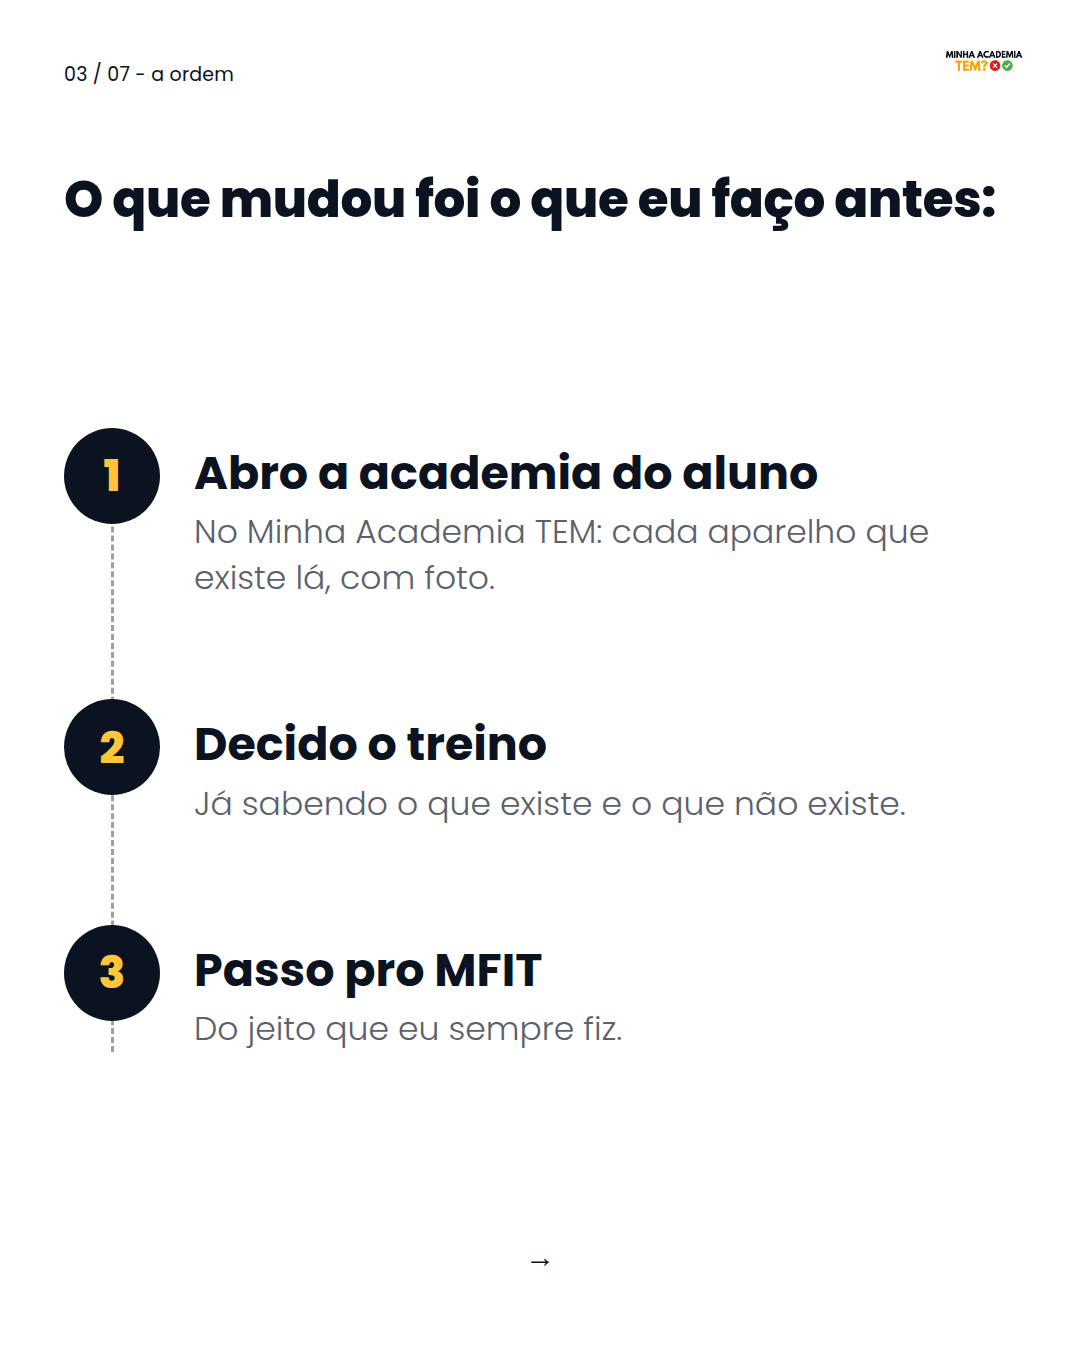 03 / 07 - a ordem
MINHA ACADEMIA
TEM?
O que mudou foi o que eu faço antes:
1
Abro a academia do aluno
No Minha Academia TEM: cada aparelho que
existe lá, com foto.
2
Decido o treino
Já sabendo o que existe e o que não existe.
3
Passo pro MFIT
Do jeito que eu sempre fiz.
→